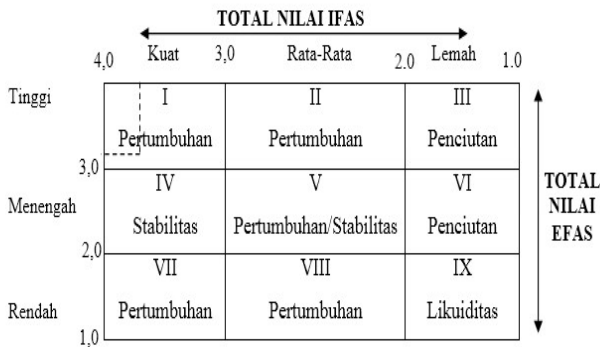 TOTAL NILAI IFAS
Kuat Rata-Rata Lemah
4,0 3,0 2.0 1.0
Tinggi I II III
Pertumbuhan Pertumbuhan Penciutan
3,0
IV V VI
Menengah Stabilitas Pertumbuhan/Stabilitas Penciutan
2,0
VII VIII IX
Rendah Pertumbuhan Pertumbuhan Likuiditas
1,0
TOTAL
NILAI
EFAS